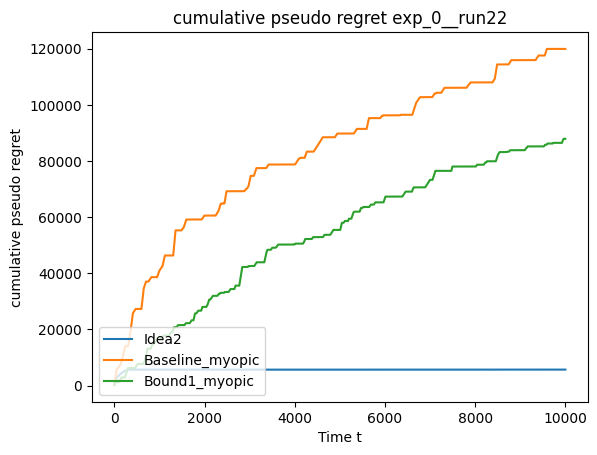 cumulative pseudo regret exp_0__run22
120000
100000
80000
60000
40000
20000
0
cumulative pseudo regret
Idea2
Baseline_myopic
Bound1_myopic
0
2000
4000
6000
8000
10000
Time t